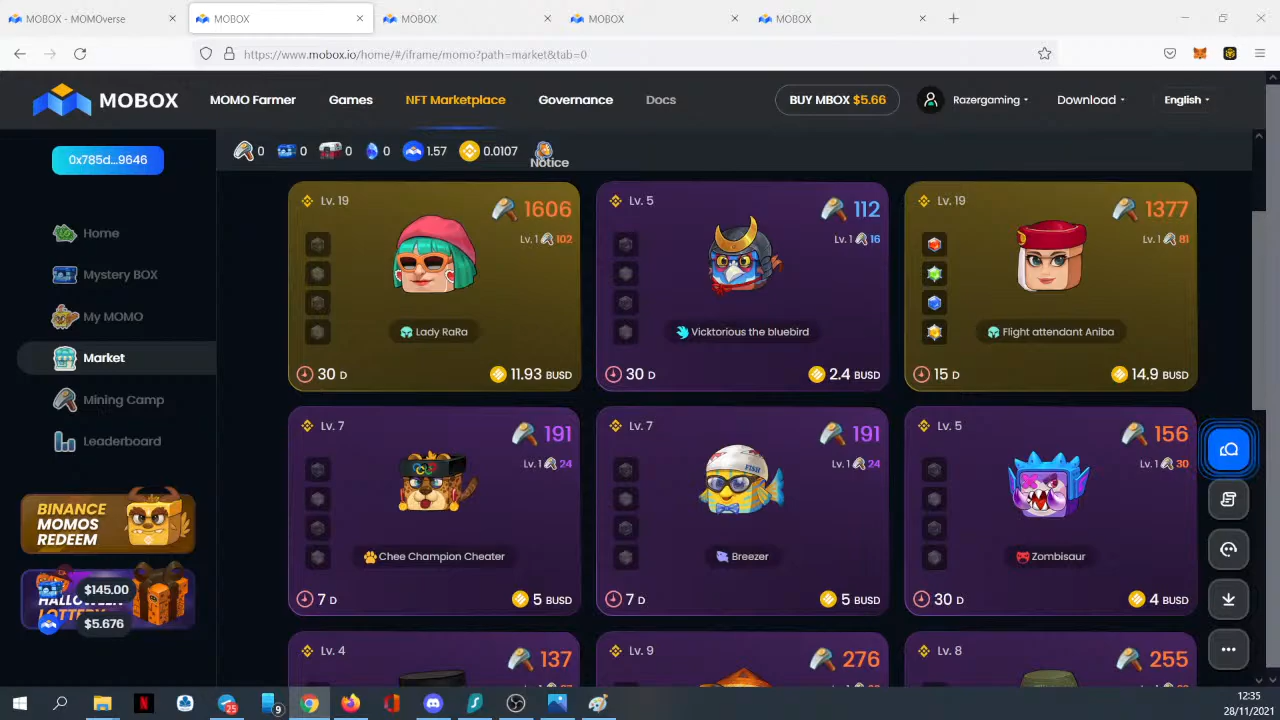 MOBOX - MOMOverse
MOBOX
MOBOX
MOBOX
MOBOX
https://www.mobox.io/home/#/iframe/momo?path=market&tab=0
MOBOX
MOMO Farmer
Games
NFT Marketplace
Governance
Docs
BUY MBOX $5.66
Razergaming
Download
English
0x785d...9646
0
0
0
0
1.57
0.0107
Notice
Home
Mystery BOX
My MOMO
Market
Mining Camp
Leaderboard
BINANCE
MOMOS
REDEEM
$145.00
HALLOWEEN
LOTTERY
$5.676
Lv. 19
1606
Lv. 1 102
Lady RaRa
30 D
11.93 BUSD
Lv. 5
112
Lv. 1 16
Vicktorious the bluebird
30 D
2.4 BUSD
Lv. 19
1377
Lv. 1 81
Flight attendant Aniba
15 D
14.9 BUSD
Lv. 7
191
Lv. 1 24
Chee Champion Cheater
7 D
5 BUSD
Lv. 7
191
Lv. 1 24
FISH
Breezer
7 D
5 BUSD
Lv. 5
156
Lv. 1 30
Zombisaur
30 D
4 BUSD
Lv. 4
137
Lv. 9
276
Lv. 8
255
25
9
12:35
28/11/2021